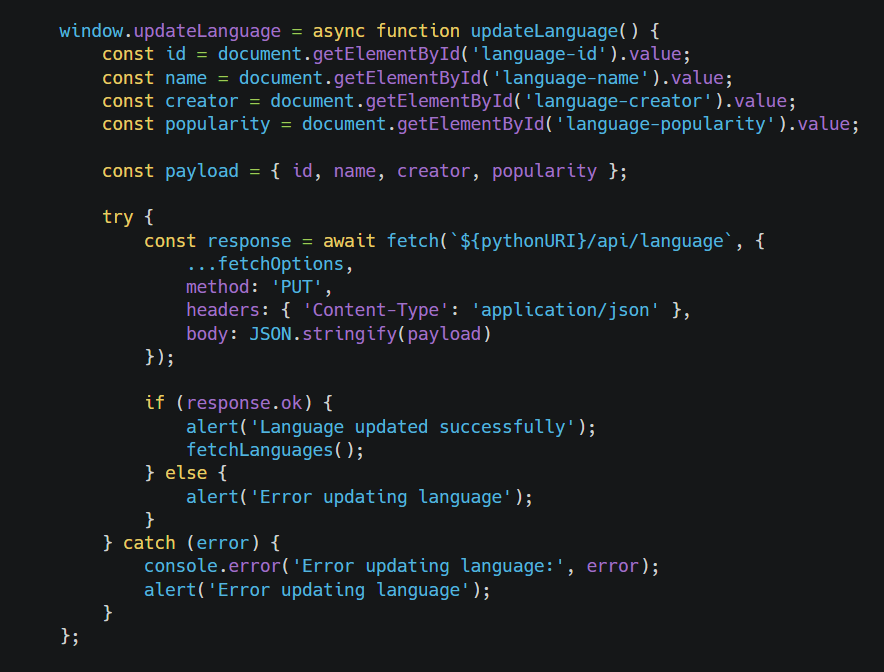 window.updateLanguage = async function updateLanguage() {
    const id = document.getElementById('language-id').value;
    const name = document.getElementById('language-name').value;
    const creator = document.getElementById('language-creator').value;
    const popularity = document.getElementById('language-popularity').value;

    const payload = { id, name, creator, popularity };

    try {
        const response = await fetch(`${pythonURI}/api/language`, {
            ...fetchOptions,
            method: 'PUT',
            headers: { 'Content-Type': 'application/json' },
            body: JSON.stringify(payload)
        });

        if (response.ok) {
            alert('Language updated successfully');
            fetchLanguages();
        } else {
            alert('Error updating language');
        }
    } catch (error) {
        console.error('Error updating language:', error);
        alert('Error updating language');
    }
};